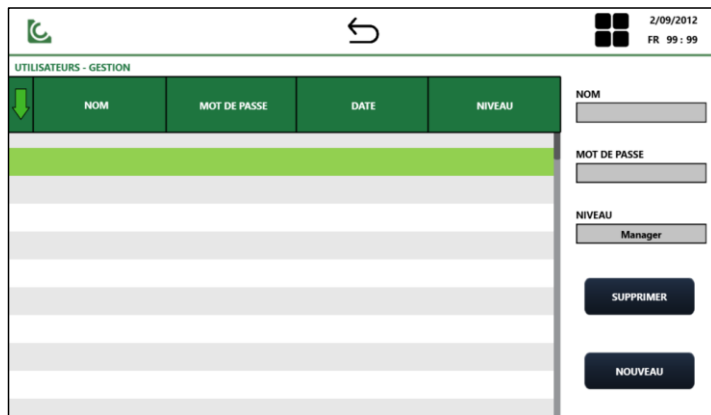 2/09/2012
FR 99 : 99
UTILISATEURS - GESTION
NOM
MOT DE PASSE
DATE
NIVEAU
NOM
MOT DE PASSE
NIVEAU
Manager
SUPPRIMER
NOUVEAU